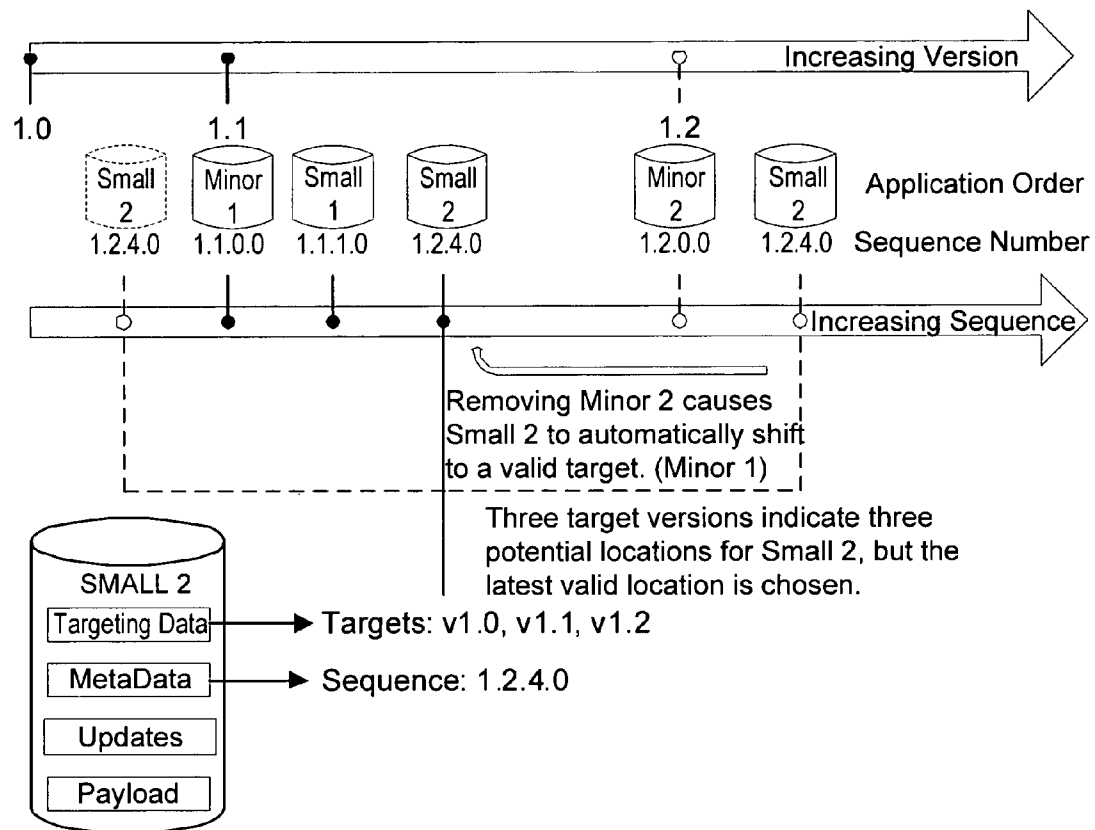 Increasing Version
1.0
1.1
1.2
Small
2
Minor
1
Small
1
Small
2
Minor
2
Small
2
Application Order
1.2.4.0
1.1.0.0
1.1.1.0
1.2.4.0
1.2.0.0
1.2.4.0
Sequence Number
Increasing Sequence
Removing Minor 2 causes
Small 2 to automatically shift
to a valid target. (Minor 1)
Three target versions indicate three
potential locations for Small 2, but the
latest valid location is chosen.
SMALL 2
Targeting Data
Targets: v1.0, v1.1, v1.2
MetaData
Sequence: 1.2.4.0
Updates
Payload